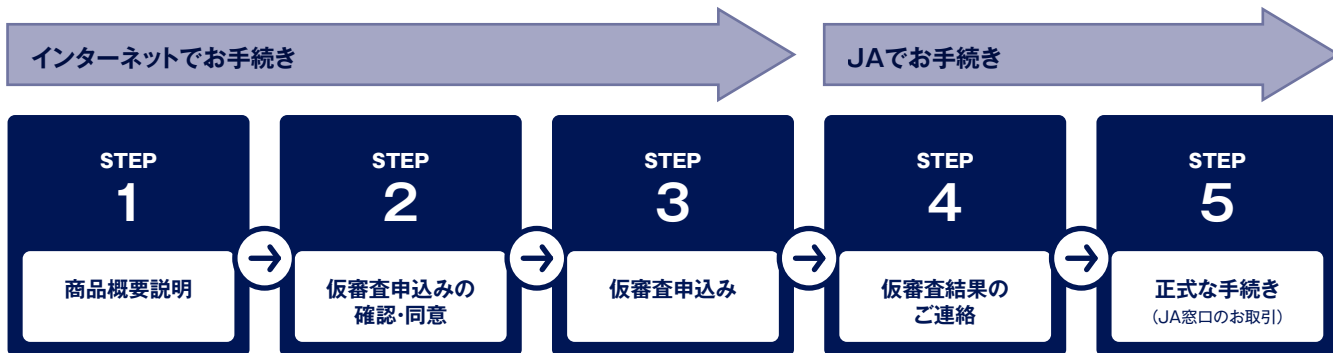 インターネットでお手続き
JAでお手続き
STEP
1
商品概要説明
STEP
2
仮審査申込みの
確認・同意
STEP
3
仮審査申込み
STEP
4
仮審査結果の
ご連絡
STEP
5
正式な手続き
（JA窓口のお取引）